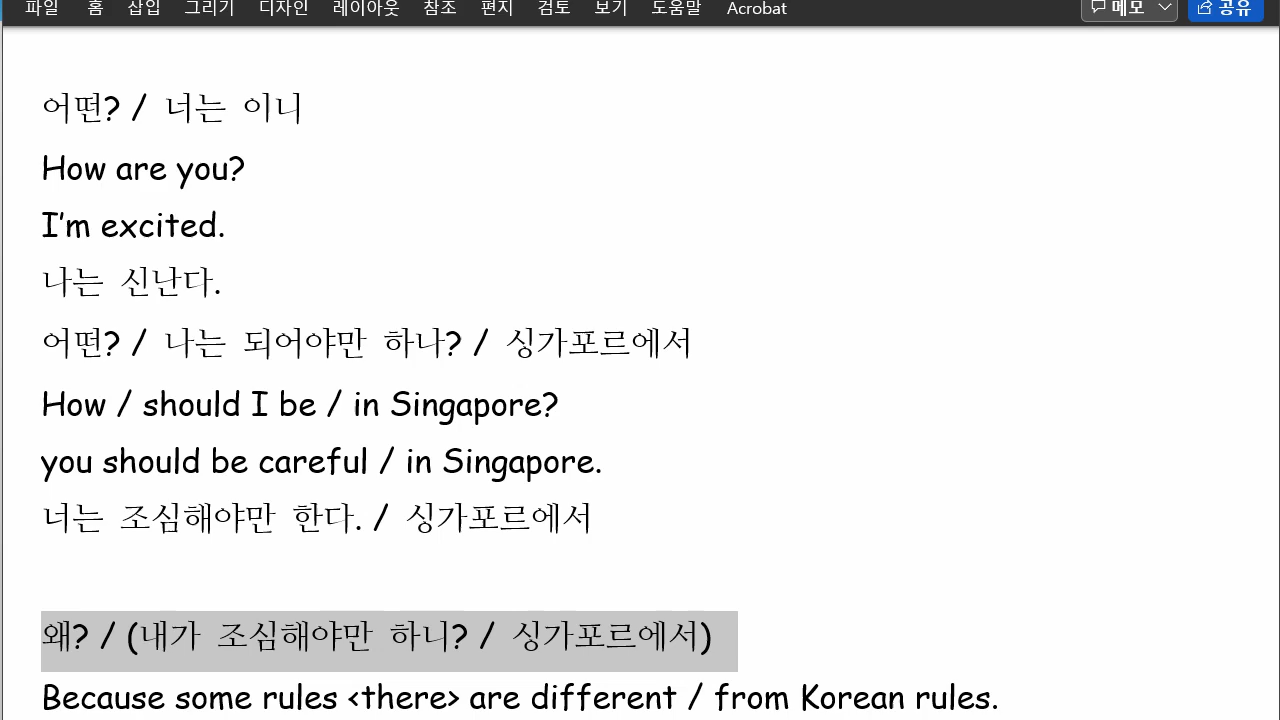 파일 홈 삽입 그리기 디자인 레이아웃 참조 편지 검토 보기 도움말 Acrobat 메모 공유
어떤? / 너는 이니
How are you?
I’m excited.
나는 신난다.
어떤? / 나는 되어야만 하나? / 싱가포르에서
How / should I be / in Singapore?
you should be careful / in Singapore.
너는 조심해야만 한다. / 싱가포르에서
왜? / (내가 조심해야만 하니? / 싱가포르에서)
Because some rules <there> are different / from Korean rules.